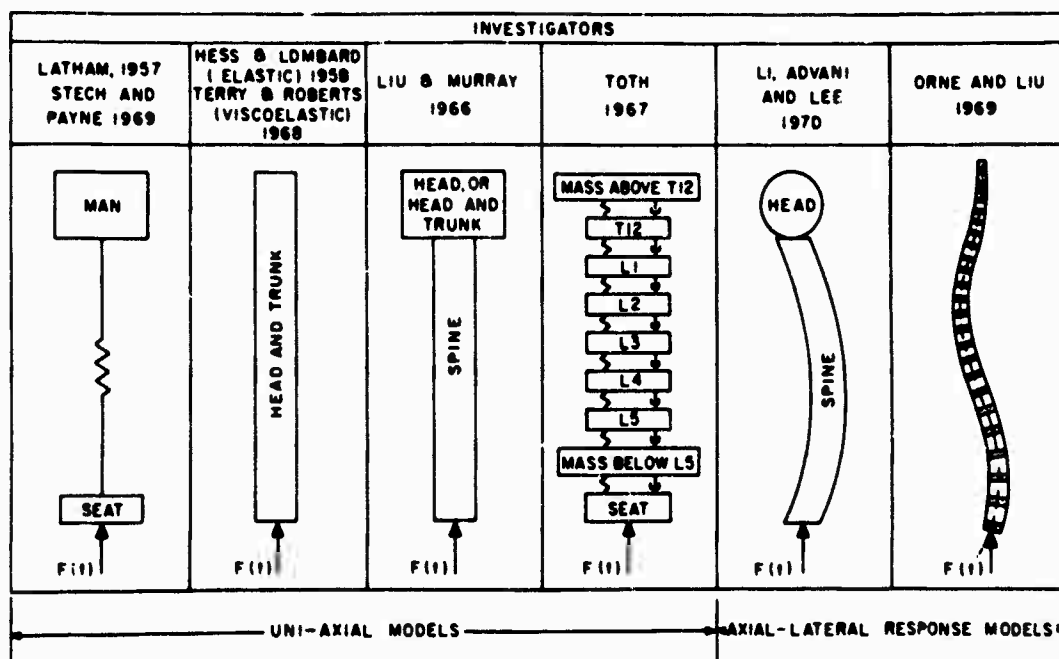 INVESTIGATORS
LATHAM, 1957
STECH AND
PAYNE 1969
HESS & LOMBARD
(ELASTIC) 1958
TERRY & ROBERTS
(VISCOELASTIC)
1968
LIU & MURRAY
1966
TOTH
1967
LI, ADVANI
AND LEE
1970
ORNE AND LIU
1969
MAN
SEAT
F(t)
HEAD AND TRUNK
F(t)
HEAD, OR
HEAD AND
TRUNK
SPINE
F(t)
MASS ABOVE T12
T12
L1
L2
L3
L4
L5
MASS BELOW L5
SEAT
F(t)
HEAD
SPINE
F(t)
F(t)
UNI-AXIAL MODELS
AXIAL-LATERAL RESPONSE MODELS